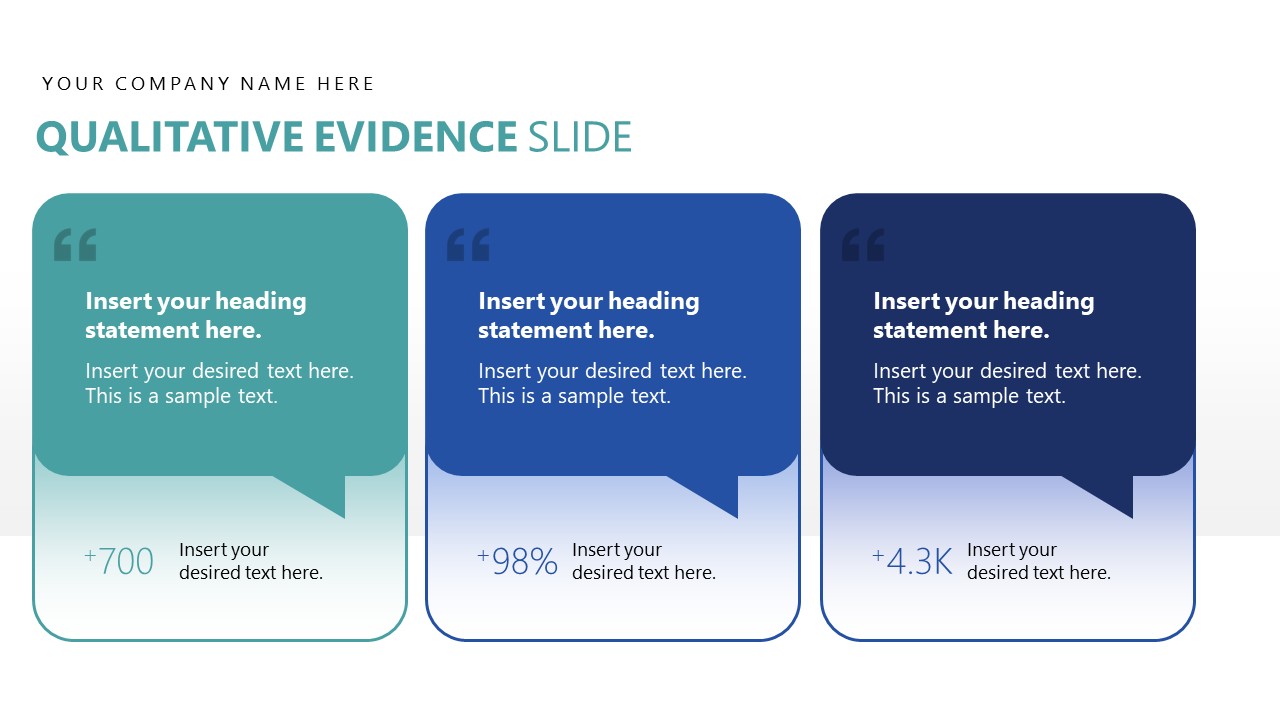 YOUR COMPANY NAME HERE
QUALITATIVE EVIDENCE SLIDE
“
Insert your heading
statement here.
Insert your desired text here.
This is a sample text.
+700
Insert your
desired text here.
“
Insert your heading
statement here.
Insert your desired text here.
This is a sample text.
+98%
Insert your
desired text here.
“
Insert your heading
statement here.
Insert your desired text here.
This is a sample text.
+4.3K
Insert your
desired text here.